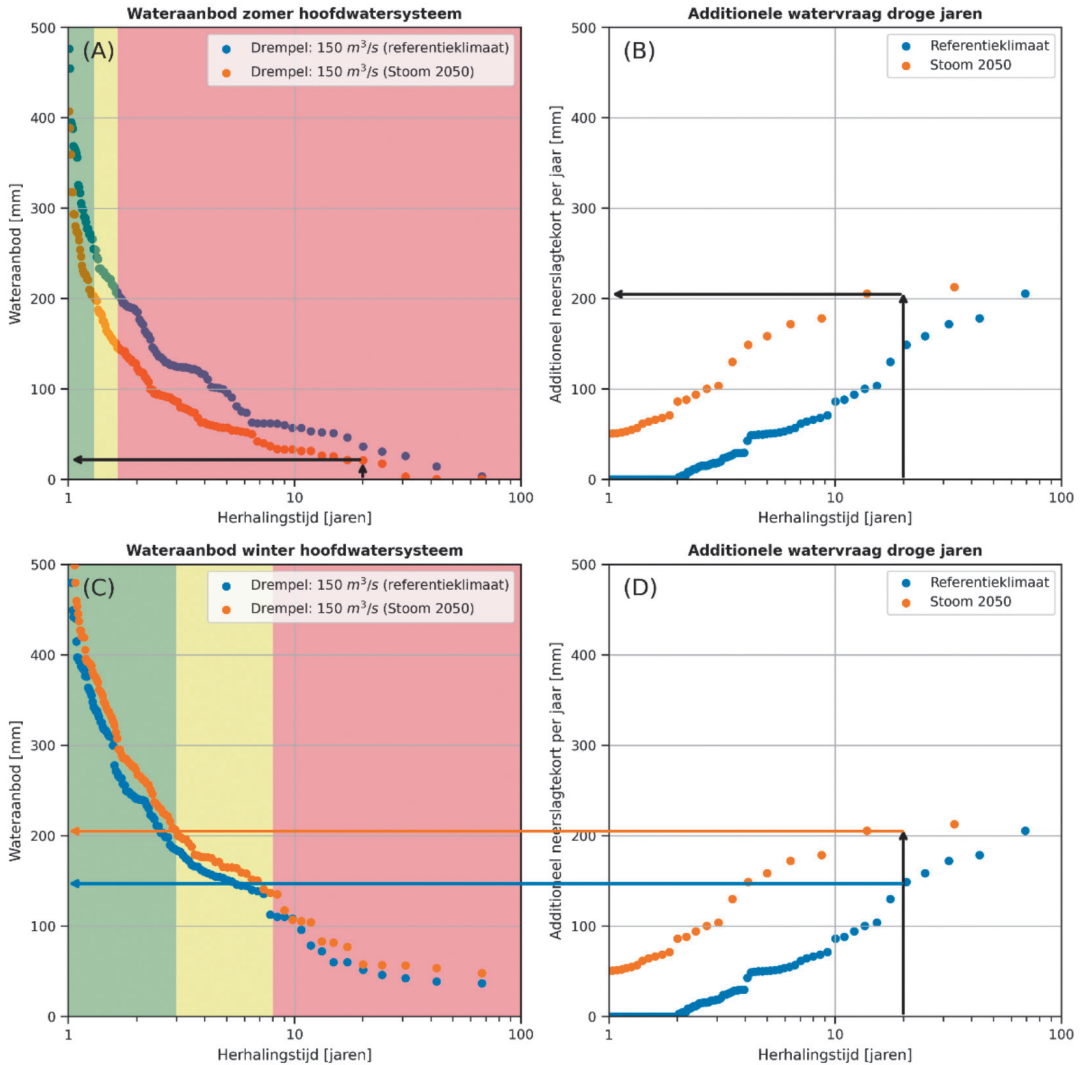 Wateraanbod zomer hoofdwatersysteem
(A)
Drempel: 150 m³/s (referentieklimaat)
Drempel: 150 m³/s (Stoom 2050)
Wateraanbod [mm]
500
400
300
200
100
0
1
10
100
Herhalingstijd [jaren]
Additionele watervraag droge jaren
(B)
Referentieklimaat
Stoom 2050
Additioneel neerslagtekort per jaar [mm]
500
400
300
200
100
0
1
10
100
Herhalingstijd [jaren]
Wateraanbod winter hoofdwatersysteem
(C)
Drempel: 150 m³/s (referentieklimaat)
Drempel: 150 m³/s (Stoom 2050)
Wateraanbod [mm]
500
400
300
200
100
0
1
10
100
Herhalingstijd [jaren]
Additionele watervraag droge jaren
(D)
Referentieklimaat
Stoom 2050
Additioneel neerslagtekort per jaar [mm]
500
400
300
200
100
0
1
10
100
Herhalingstijd [jaren]